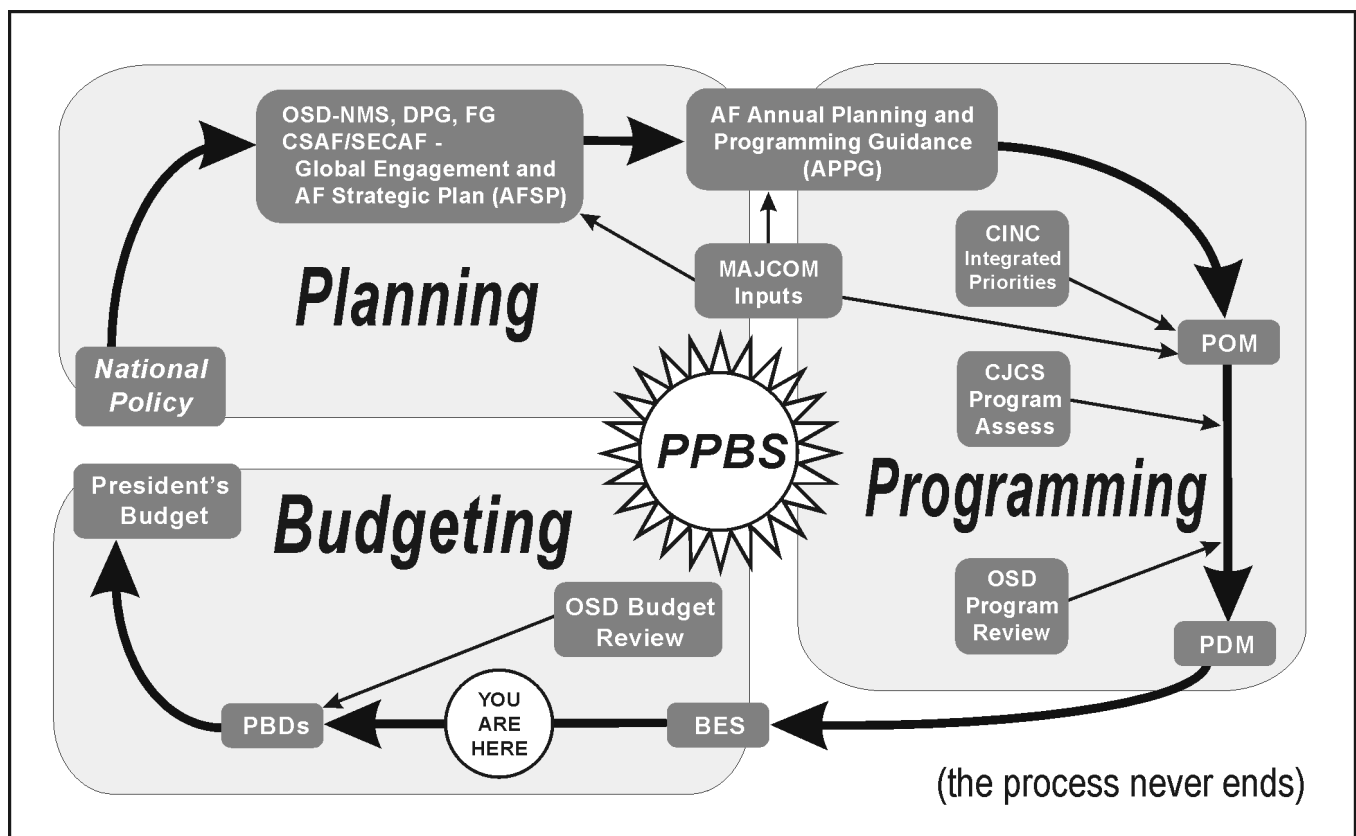 OSD-NMS, DPG, FG
CSAF/SECAF -
Global Engagement and
AF Strategic Plan (AFSP)
AF Annual Planning and
Programming Guidance
(APPG)
MAJCOM
Inputs
CINC
Integrated
Priorities
Planning
National
Policy
POM
CJCS
Program
Assess
PPBS
Programming
President's
Budget
Budgeting
OSD Budget
Review
OSD
Program
Review
PDM
PBDs
YOU
ARE
HERE
BES
(the process never ends)